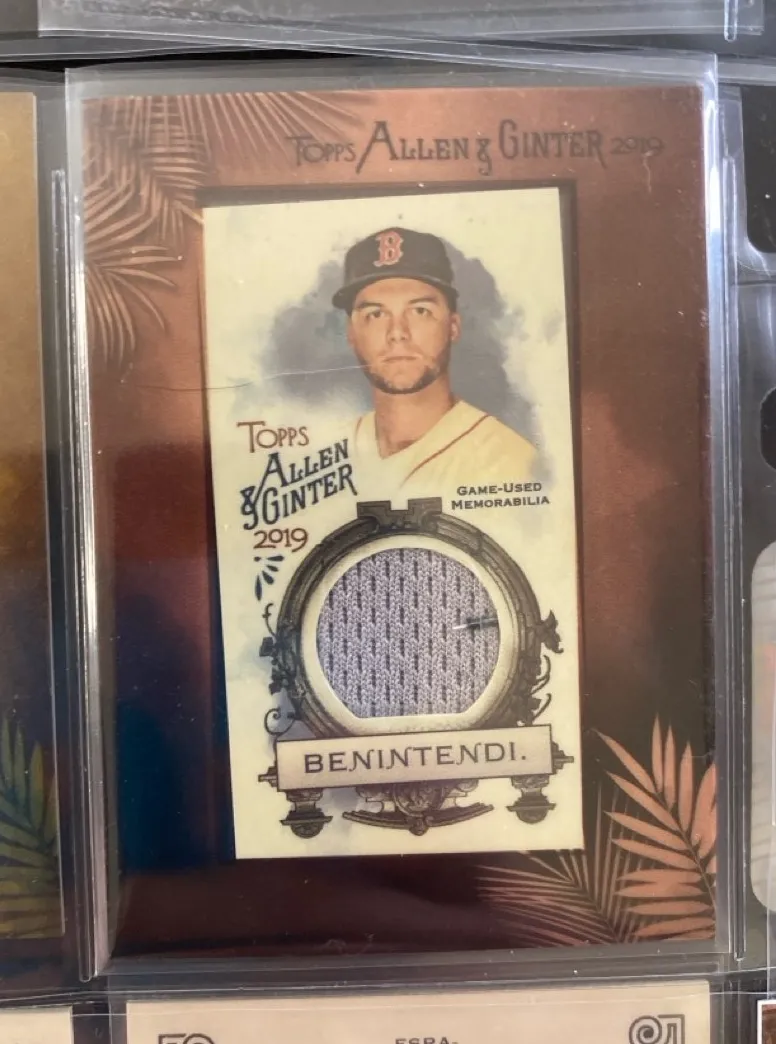 TOPPS ALLEN & GINTER 2019
B
TOPPS
ALLEN
& GINTER
2019
GAME-USED
MEMORABILIA
BENINTENDI.